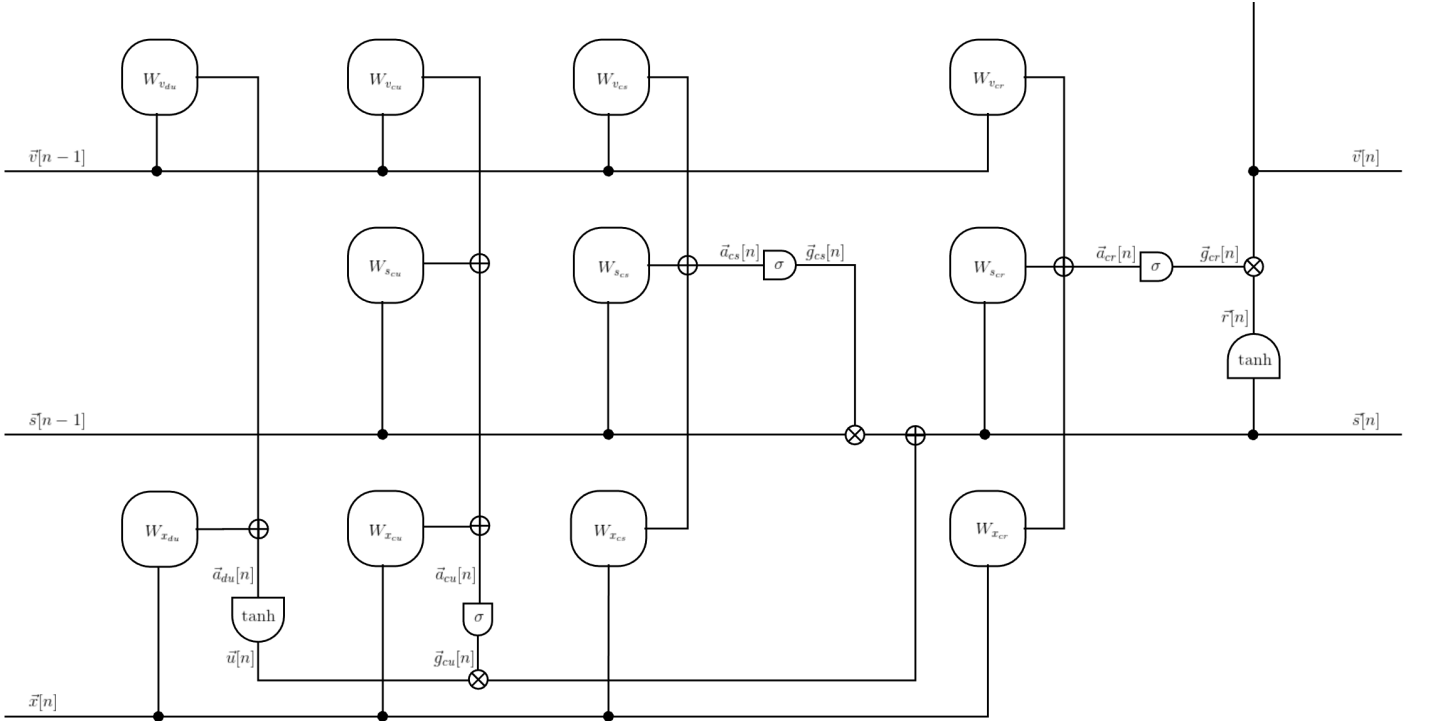 W_{v_{du}} W_{v_{cu}} W_{v_{cs}} W_{v_{cr}}
\vec{v}[n-1] \vec{v}[n]
W_{s_{cu}} W_{s_{cs}} \vec{a}_{cs}[n] σ \vec{g}_{cs}[n] W_{s_{cr}} \vec{a}_{cr}[n] σ \vec{g}_{cr}[n]
\vec{r}[n]
tanh
\vec{s}[n-1] \vec{s}[n]
W_{x_{du}} W_{x_{cu}} W_{x_{cs}} W_{x_{cr}}
\vec{a}_{du}[n] \vec{a}_{cu}[n]
tanh σ
\vec{u}[n] \vec{g}_{cu}[n]
\vec{x}[n]